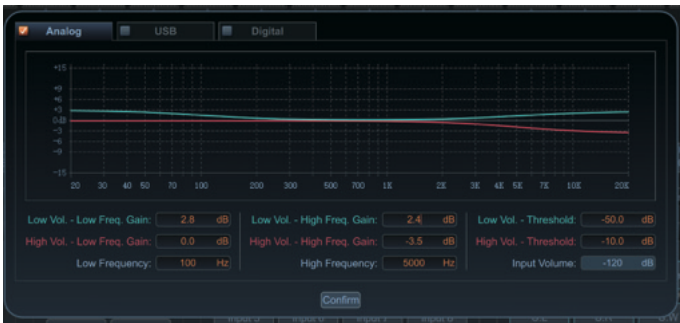 Analog USB Digital
+15
+9
+6
+3
0dB
-3
-6
-9
-15
20 30 40 50 70 100 200 300 500 700 1K 2K 3K 4K 5K 7K 10K 20K
Low Vol. - Low Freq. Gain: 2.8 dB Low Vol. - High Freq. Gain: 2.4 dB Low Vol. - Threshold: -50.0 dB
High Vol. - Low Freq. Gain: 0.0 dB High Vol. - High Freq. Gain: -3.5 dB High Vol. - Threshold: -10.0 dB
Low Frequency: 100 Hz High Frequency: 5000 Hz Input Volume: -120 dB
Confirm